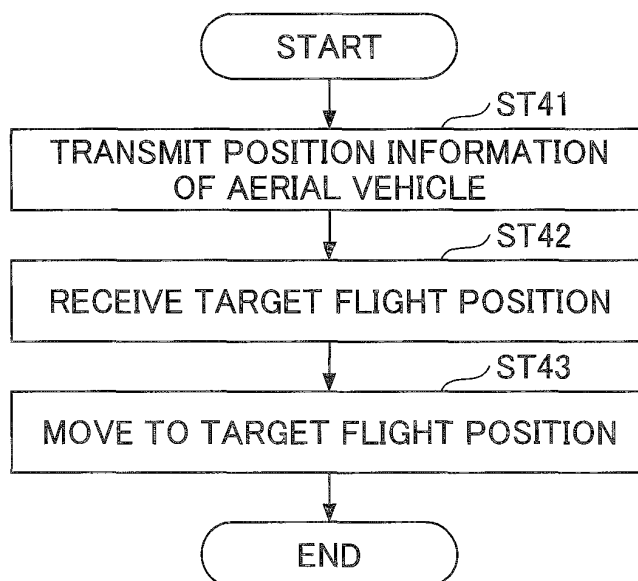 START
ST41
TRANSMIT POSITION INFORMATION
OF AERIAL VEHICLE
ST42
RECEIVE TARGET FLIGHT POSITION
ST43
MOVE TO TARGET FLIGHT POSITION
END